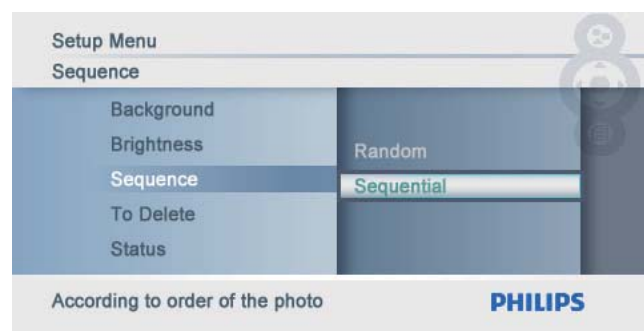 Setup Menu
Sequence
Background
Brightness
Sequence
To Delete
Status
Random
Sequential
According to order of the photo
PHILIPS